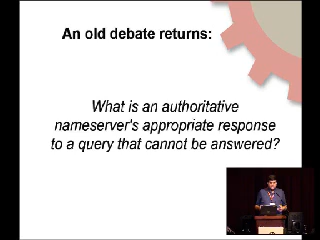 An old debate returns:
What is an authoritative
nameserver's appropriate response
to a query that cannot be answered?